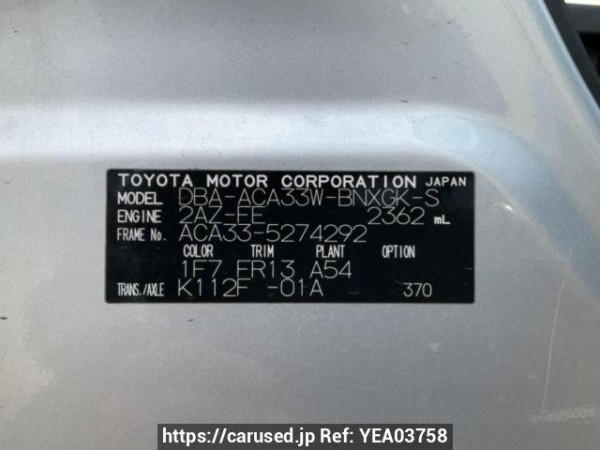 TOYOTA MOTOR CORPORATION JAPAN
MODEL DBA-ACA33W-BNXGK-S
ENGINE 2AZ-FE 2362 mL
FRAME No. ACA33-5274292
COLOR TRIM PLANT OPTION
1F7 FR13 A54
TRANS./AXLE K112F -01A 370
https://carused.jp Ref: YEA03758